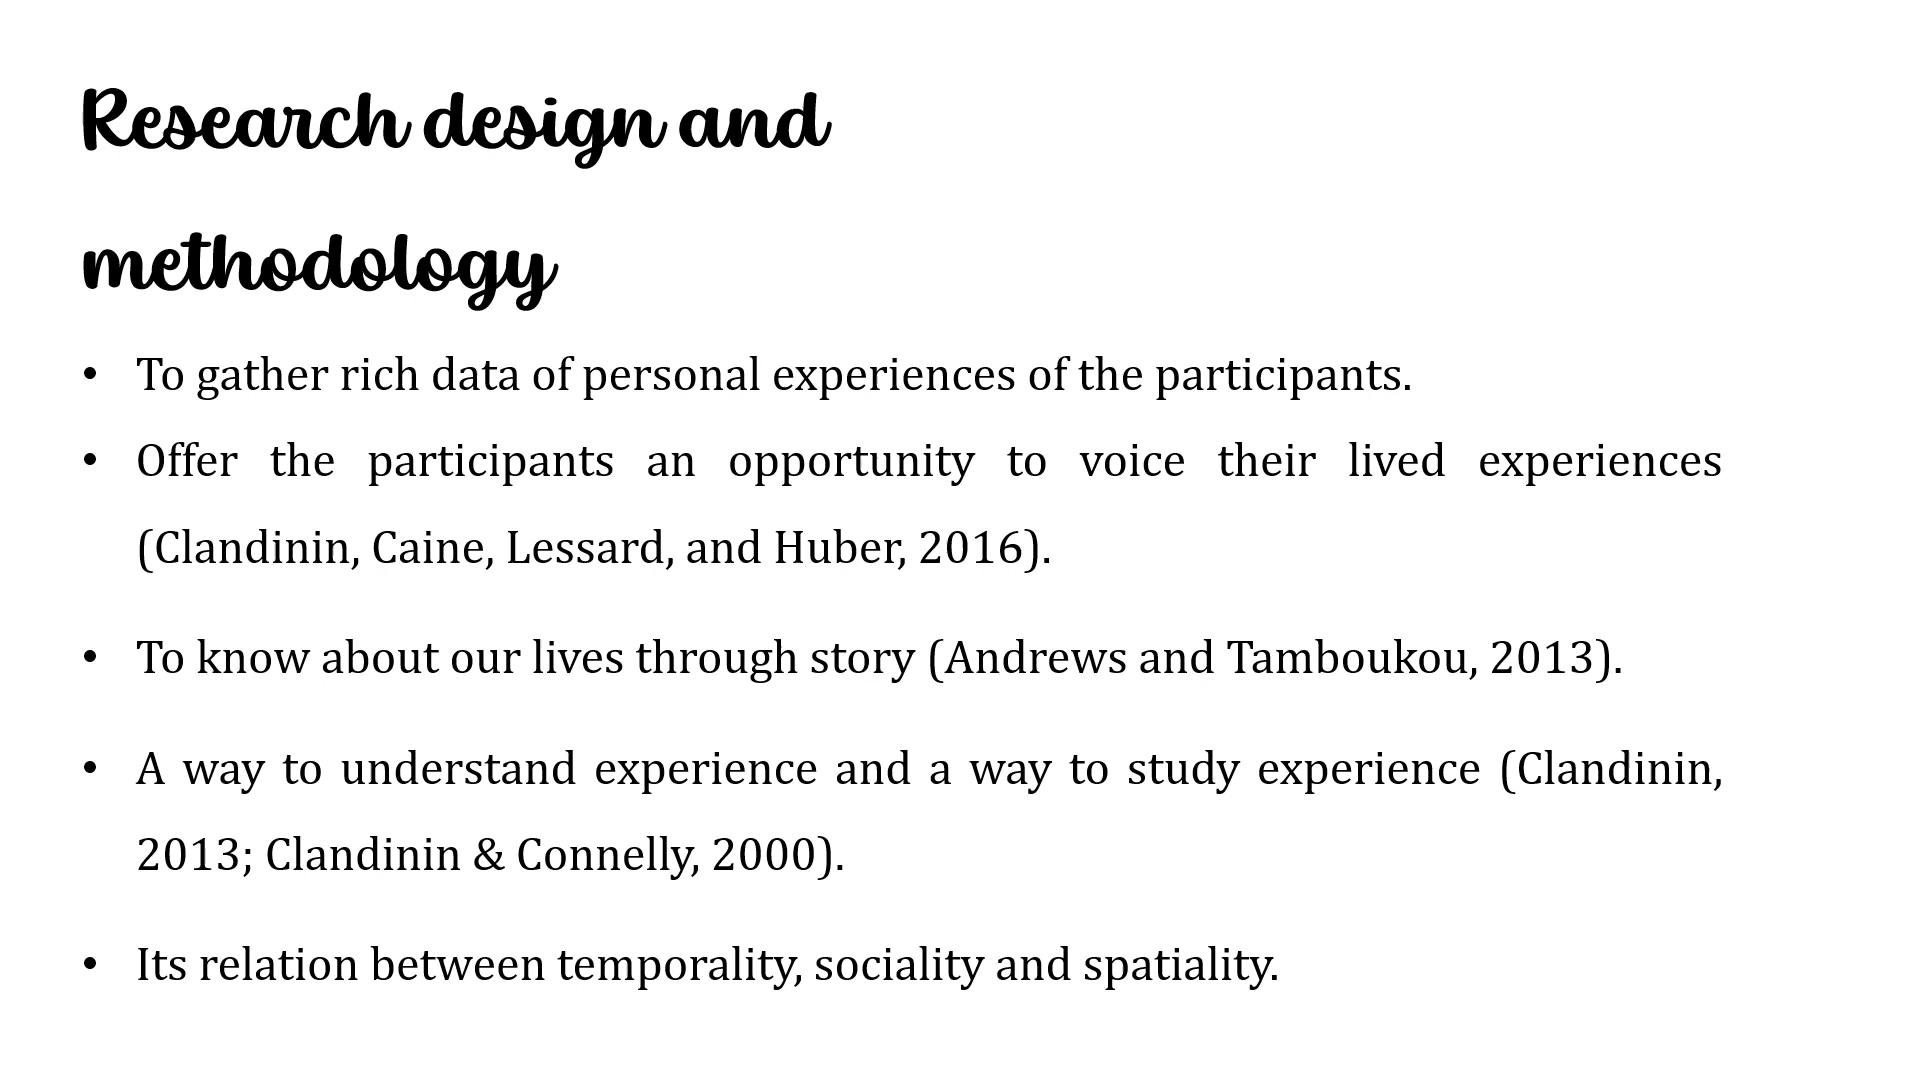 Research design and
methodology
• To gather rich data of personal experiences of the participants.
• Offer the participants an opportunity to voice their lived experiences
(Clandinin, Caine, Lessard, and Huber, 2016).
• To know about our lives through story (Andrews and Tamboukou, 2013).
• A way to understand experience and a way to study experience (Clandinin,
2013; Clandinin & Connelly, 2000).
• Its relation between temporality, sociality and spatiality.